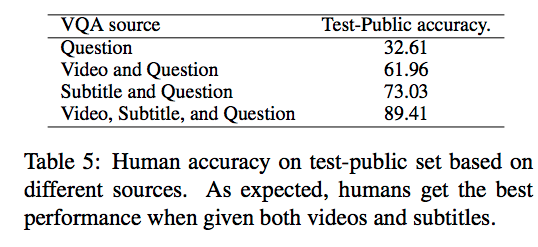 VQA source Test-Public accuracy.
Question 32.61
Video and Question 61.96
Subtitle and Question 73.03
Video, Subtitle, and Question 89.41
Table 5: Human accuracy on test-public set based on
different sources. As expected, humans get the best
performance when given both videos and subtitles.